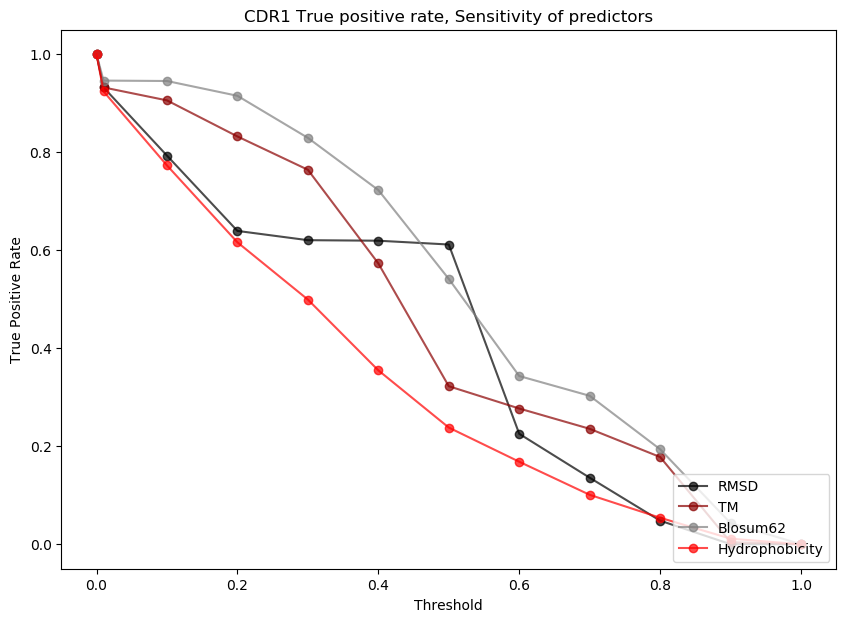 CDR1 True positive rate, Sensitivity of predictors
True Positive Rate
1.0
0.8
0.6
0.4
0.2
0.0
0.0 0.2 0.4 0.6 0.8 1.0
Threshold
RMSD
TM
Blosum62
Hydrophobicity